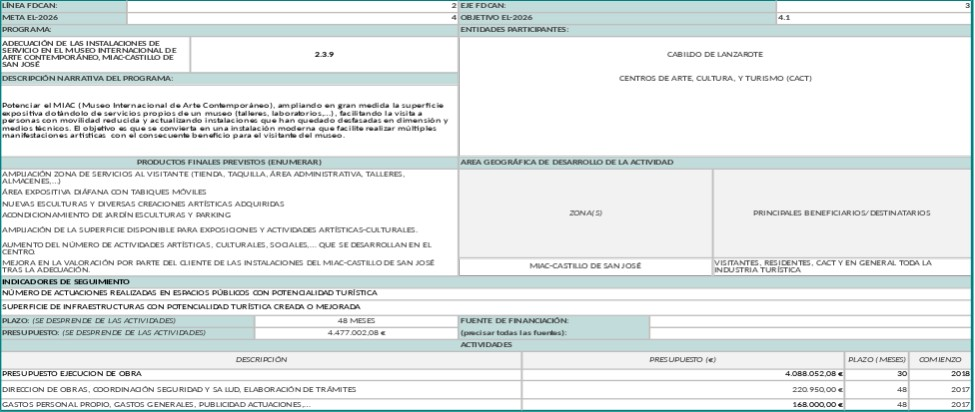 LÍNEA FDCAN: 2 EJE FDCAN: 3
META EL-2026 4 OBJETIVO EL-2026 4.1
PROGRAMA: ENTIDADES PARTICIPANTES:
ADECUACIÓN DE LAS INSTALACIONES DE
SERVICIO EN EL MUSEO INTERNACIONAL DE
ARTE CONTEMPORÁNEO, MIAC-CASTILLO DE
SAN JOSÉ
2.3.9
CABILDO DE LANZAROTE
CENTROS DE ARTE, CULTURA, Y TURISMO (CACT)
DESCRIPCIÓN NARRATIVA DEL PROGRAMA:
Potenciar el MIAC (Museo Internacional de Arte Contemporáneo), ampliando en gran medida la superficie
expositiva dotándolo de servicios propios de un museo (talleres, laboratorios,...), facilitando la visita a
personas con movilidad reducida y actualizando instalaciones que han quedado desfasadas en dimensión y
medios técnicos. El objetivo es que se convierta en una instalación moderna que facilite realizar múltiples
manifestaciones artísticas con el consecuente beneficio para el visitante del museo.
PRODUCTOS FINALES PREVISTOS (ENUMERAR) AREA GEOGRÁFICA DE DESARROLLO DE LA ACTIVIDAD
AMPLIACIÓN ZONA DE SERVICIOS AL VISITANTE (TIENDA, TAQUILLA, ÁREA ADMINISTRATIVA, TALLERES,
ALMACENES,...)
ÁREA EXPOSITIVA DIÁFANA CON TABIQUES MÓVILES
NUEVAS ESCULTURAS Y DIVERSAS CREACIONES ARTÍSTICAS ADQUIRIDAS
ACONDICIONAMIENTO DE JARDÍN ESCULTURAS Y PARKING
AMPLIACIÓN DE LA SUPERFICIE DISPONIBLE PARA EXPOSICIONES Y ACTIVIDADES ARTÍSTICAS-CULTURALES.
AUMENTO DEL NÚMERO DE ACTIVIDADES ARTÍSTICAS, CULTURALES, SOCIALES,... QUE SE DESARROLLAN EN EL
CENTRO.
MEJORA EN LA VALORACIÓN POR PARTE DEL CLIENTE DE LAS INSTALACIONES DEL MIAC-CASTILLO DE SAN JOSÉ
TRAS LA ADECUACIÓN.
ZONA(S) PRINCIPALES BENEFICIARIOS/DESTINATARIOS
MIAC-CASTILLO DE SAN JOSÉ
VISITANTES, RESIDENTES, CACT Y EN GENERAL TODA LA
INDUSTRIA TURÍSTICA
INDICADORES DE SEGUIMIENTO
NÚMERO DE ACTUACIONES REALIZADAS EN ESPACIOS PÚBLICOS CON POTENCIALIDAD TURÍSTICA
SUPERFICIE DE INFRAESTRUCTURAS CON POTENCIALIDAD TURÍSTICA CREADA O MEJORADA
PLAZO: (SE DESPRENDE DE LAS ACTIVIDADES) 48 MESES FUENTE DE FINANCIACIÓN:
PRESUPUESTO: (SE DESPRENDE DE LAS ACTIVIDADES) 4.477.002,08 € (precisar todas las fuentes):
ACTIVIDADES
DESCRIPCIÓN PRESUPUESTO (€) PLAZO (MESES) COMIENZO
PRESUPUESTO EJECUCION DE OBRA 4.088.052,08 € 30 2018
DIRECCION DE OBRAS, COORDINACIÓN SEGURIDAD Y SALUD, ELABORACIÓN DE TRÁMITES 220.950,00 € 48 2017
GASTOS PERSONAL PROPIO, GASTOS GENERALES, PUBLICIDAD ACTUACIONES,... 168.000,00 € 48 2017